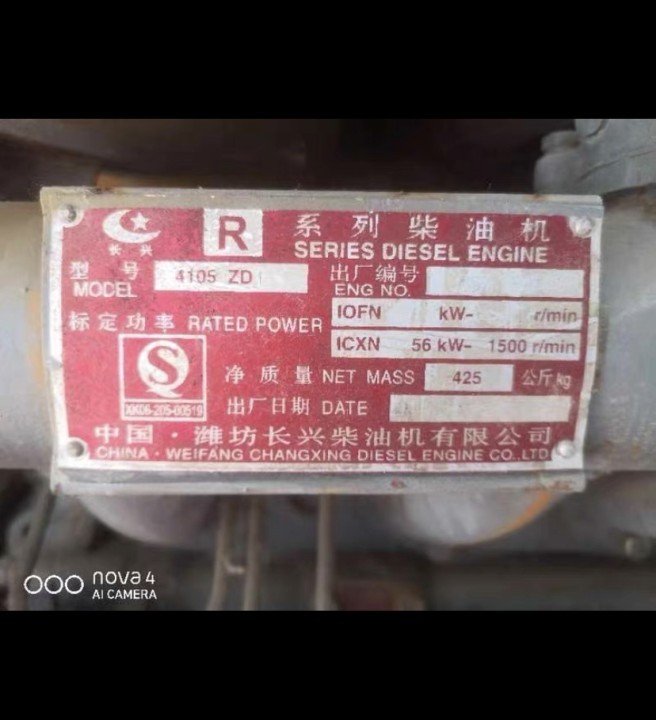 长兴
R 系列柴油机
SERIES DIESEL ENGINE
型号 4105 ZD 出厂编号
MODEL ENG NO.
标定功率 RATED POWER IOFN kW- r/min
ICXN 56 kW- 1500 r/min
净质量 NET MASS 425 公斤kg
XK06-205-00519
出厂日期 DATE
中国·潍坊长兴柴油机有限公司
CHINA · WEIFANG CHANGXING DIESEL ENGINE CO. LTD
nova 4
AI CAMERA